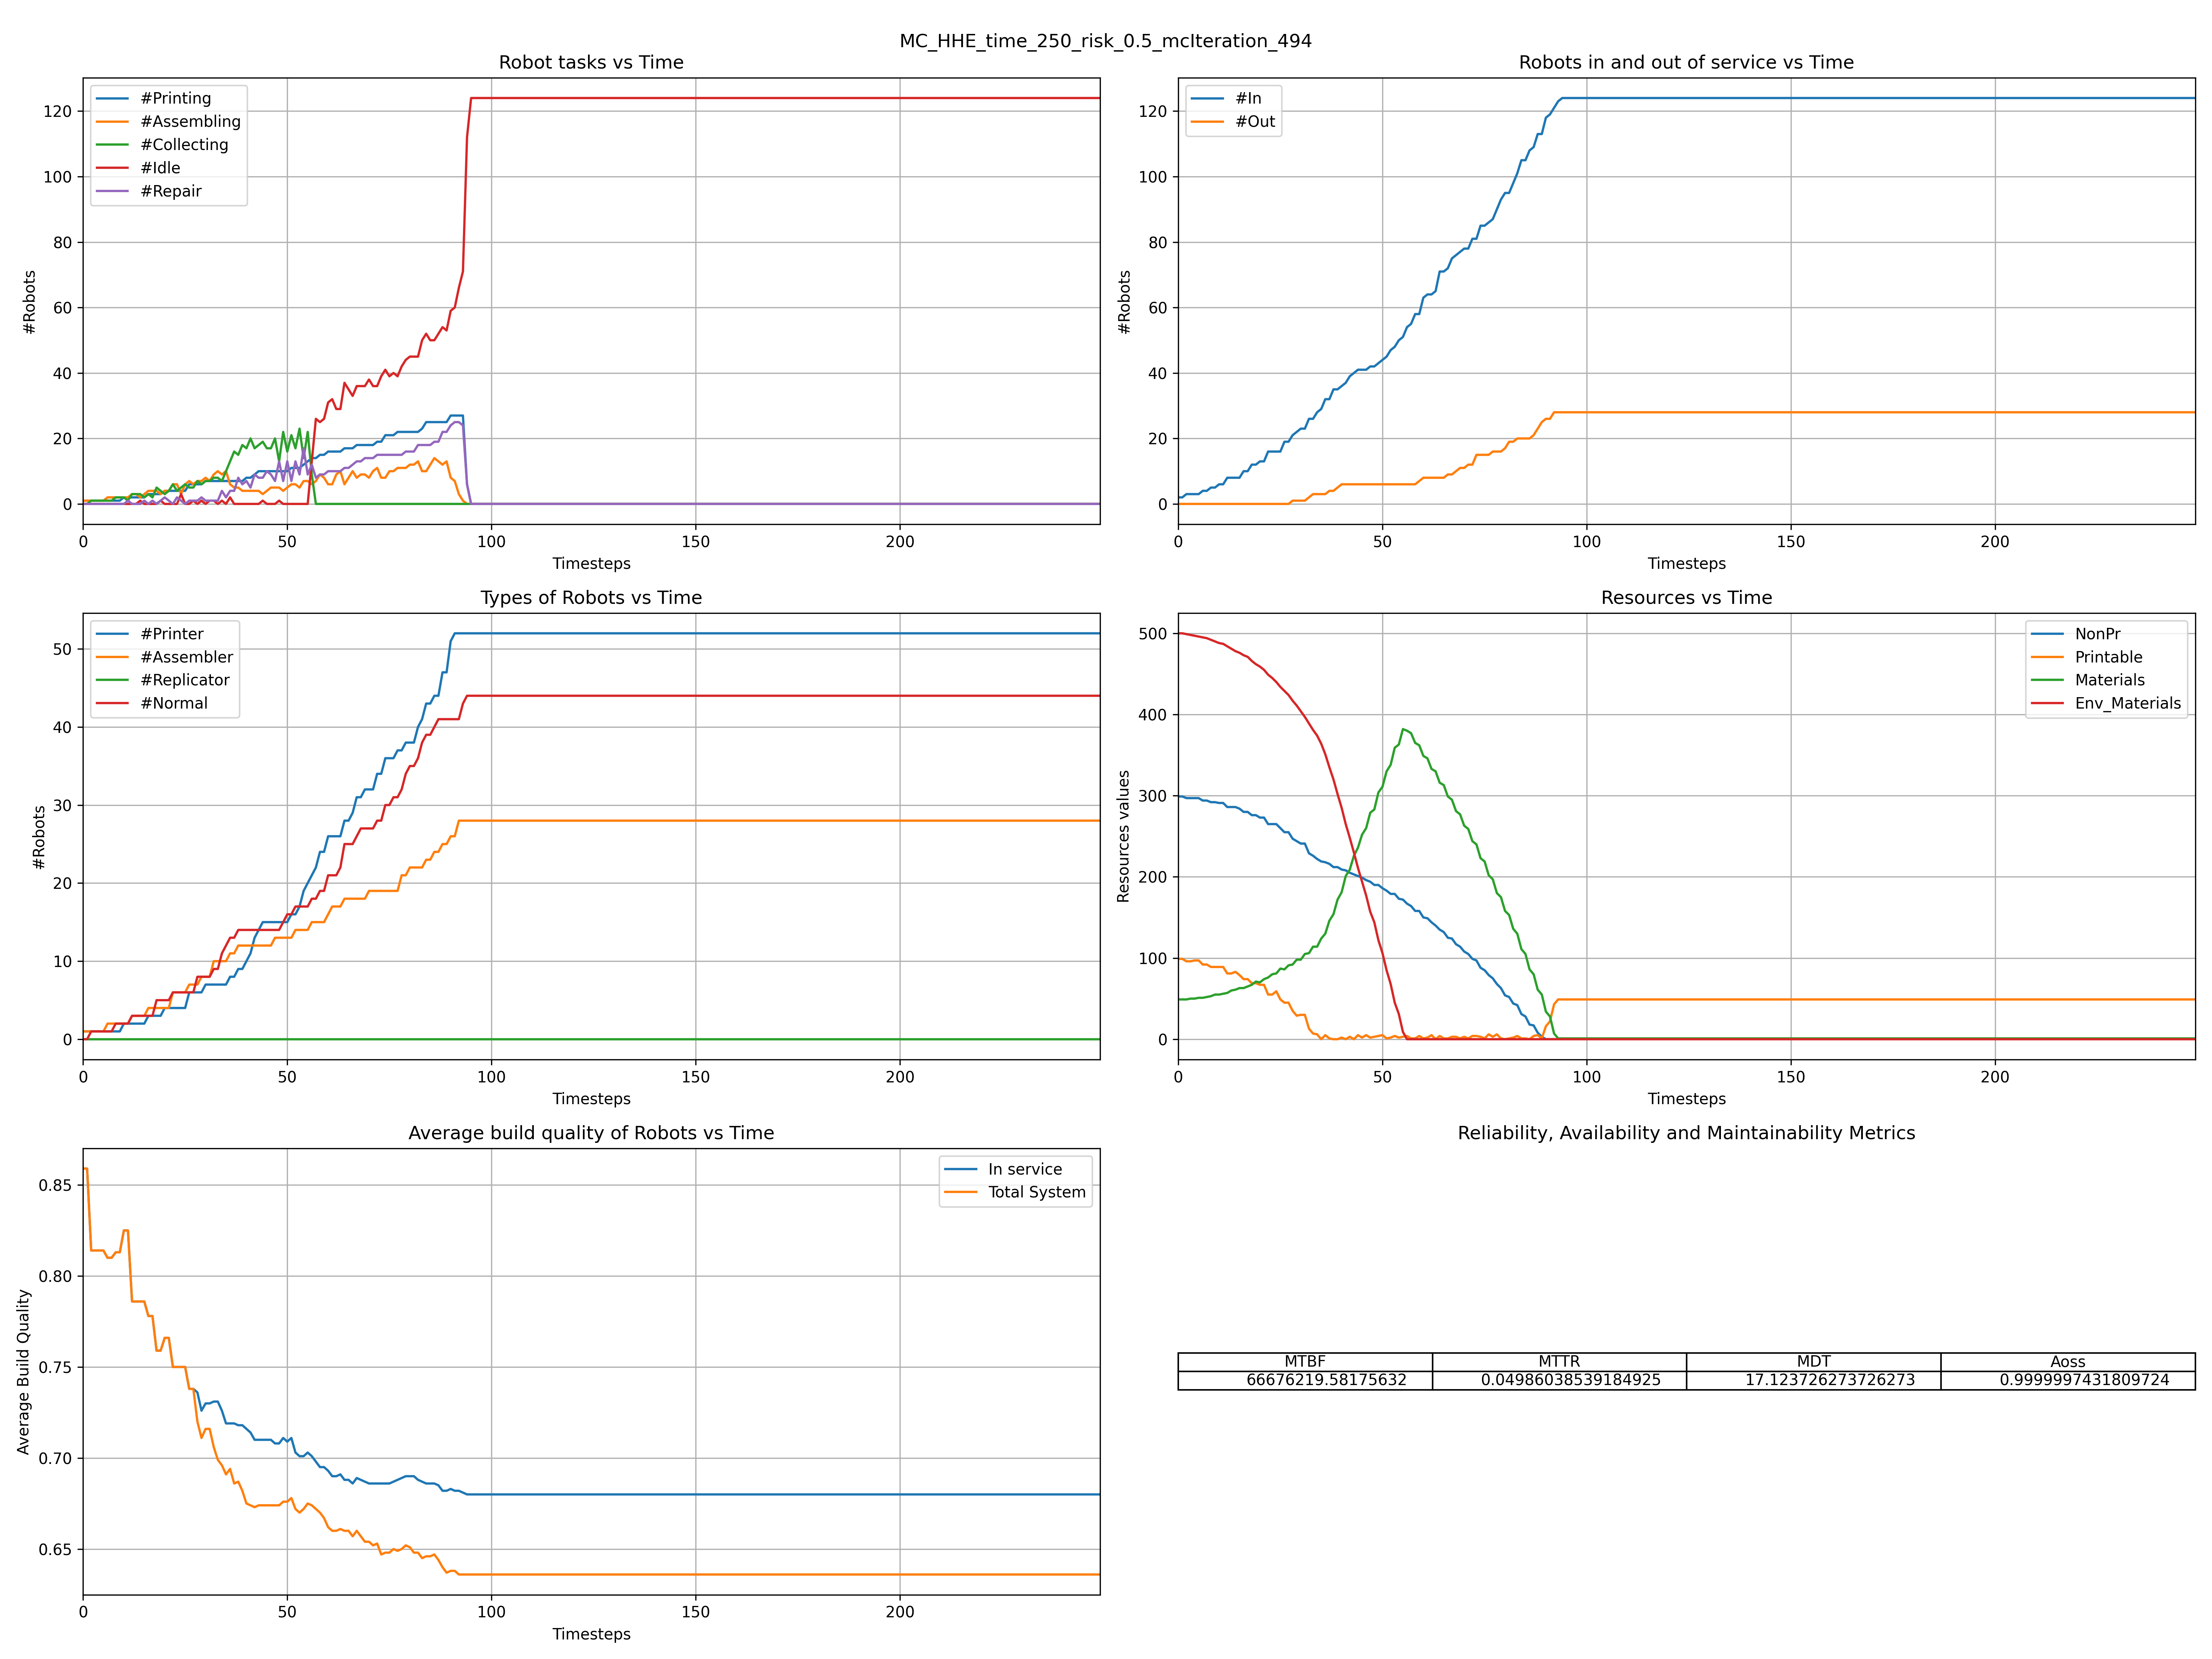 MC_HHE_time_250_risk_0.5_mcIteration_494
Robot tasks vs Time
#Robots
120
100
80
60
40
20
0
#Printing
#Assembling
#Collecting
#Idle
#Repair
0 50 100 150 200
Timesteps
Robots in and out of service vs Time
#Robots
120
100
80
60
40
20
0
#In
#Out
0 50 100 150 200
Timesteps
Types of Robots vs Time
#Robots
50
40
30
20
10
0
#Printer
#Assembler
#Replicator
#Normal
0 50 100 150 200
Timesteps
Resources vs Time
Resources values
500
400
300
200
100
0
NonPr
Printable
Materials
Env_Materials
0 50 100 150 200
Timesteps
Average build quality of Robots vs Time
Average Build Quality
0.85
0.80
0.75
0.70
0.65
In service
Total System
0 50 100 150 200
Timesteps
Reliability, Availability and Maintainability Metrics
MTBF MTTR MDT Aoss
66676219.58175632 0.04986038539184925 17.123726273726273 0.9999997431809724